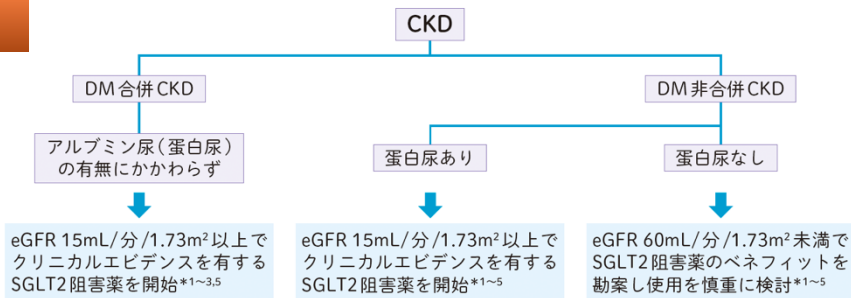 CKD
DM合併CKD
DM非合併CKD
アルブミン尿（蛋白尿）
の有無にかかわらず
蛋白尿あり
蛋白尿なし
eGFR 15mL/分/1.73m²以上で
クリニカルエビデンスを有する
SGLT2阻害薬を開始*1〜3,5
eGFR 15mL/分/1.73m²以上で
クリニカルエビデンスを有する
SGLT2阻害薬を開始*1〜5
eGFR 60mL/分/1.73m²未満で
SGLT2阻害薬のベネフィットを
勘案し使用を慎重に検討*1〜5